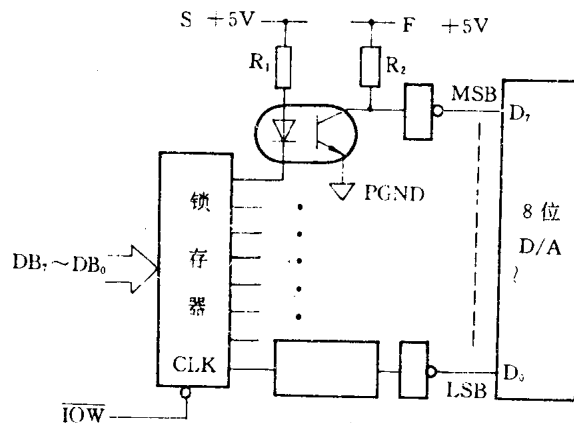 S +5V
F +5V
R₁
R₂
MSB
D₇
PGND
锁
存
器
8 位
D/A
DB₇～DB₀
CLK
LSB
D₀
IOW